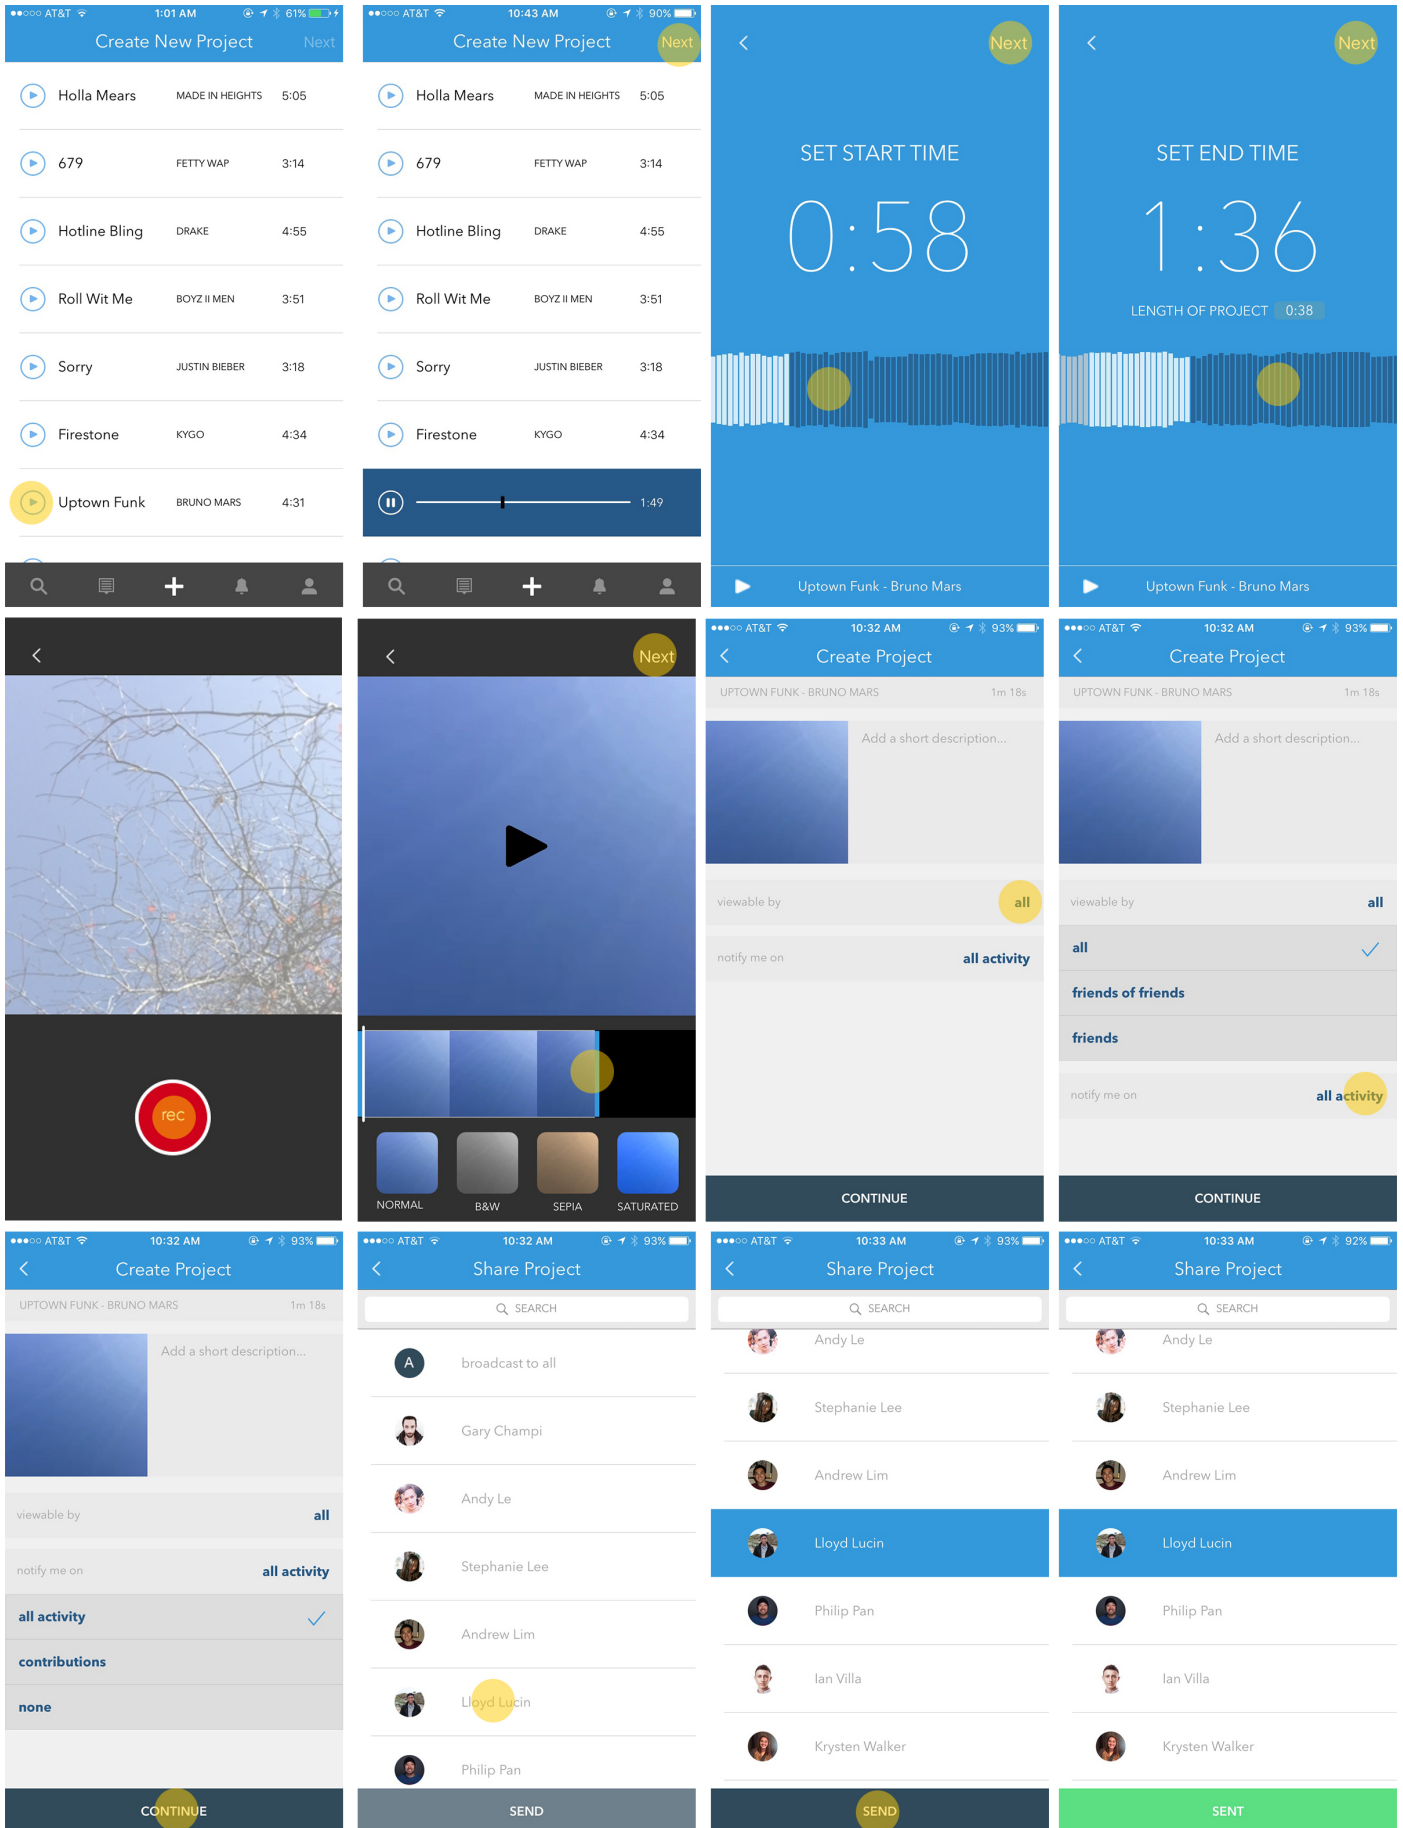 AT&T 1:01 AM 61%
Create New Project Next
Holla Mears MADE IN HEIGHTS 5:05
679 FETTY WAP 3:14
Hotline Bling DRAKE 4:55
Roll Wit Me BOYZ II MEN 3:51
Sorry JUSTIN BIEBER 3:18
Firestone KYGO 4:34
Uptown Funk BRUNO MARS 4:31
AT&T 10:43 AM 90%
Create New Project Next
Holla Mears MADE IN HEIGHTS 5:05
679 FETTY WAP 3:14
Hotline Bling DRAKE 4:55
Roll Wit Me BOYZ II MEN 3:51
Sorry JUSTIN BIEBER 3:18
Firestone KYGO 4:34
1:49
Next
SET START TIME
0:58
Uptown Funk - Bruno Mars
Next
SET END TIME
1:36
LENGTH OF PROJECT 0:38
Uptown Funk - Bruno Mars
rec
Next
NORMAL B&W SEPIA SATURATED
AT&T 10:32 AM 93%
Create Project
UPTOWN FUNK - BRUNO MARS 1m 18s
Add a short description...
viewable by all
notify me on all activity
CONTINUE
AT&T 10:32 AM 93%
Create Project
UPTOWN FUNK - BRUNO MARS 1m 18s
Add a short description...
viewable by all
all
friends of friends
friends
notify me on all activity
CONTINUE
AT&T 10:32 AM 93%
Create Project
UPTOWN FUNK - BRUNO MARS 1m 18s
Add a short description...
viewable by all
notify me on all activity
all activity
contributions
none
CONTINUE
AT&T 10:32 AM 93%
Share Project
SEARCH
A broadcast to all
Gary Champi
Andy Le
Stephanie Lee
Andrew Lim
Lloyd Lucin
Philip Pan
SEND
AT&T 10:33 AM 93%
Share Project
SEARCH
Andy Le
Stephanie Lee
Andrew Lim
Lloyd Lucin
Philip Pan
Ian Villa
Krysten Walker
SEND
AT&T 10:33 AM 92%
Share Project
SEARCH
Andy Le
Stephanie Lee
Andrew Lim
Lloyd Lucin
Philip Pan
Ian Villa
Krysten Walker
SENT